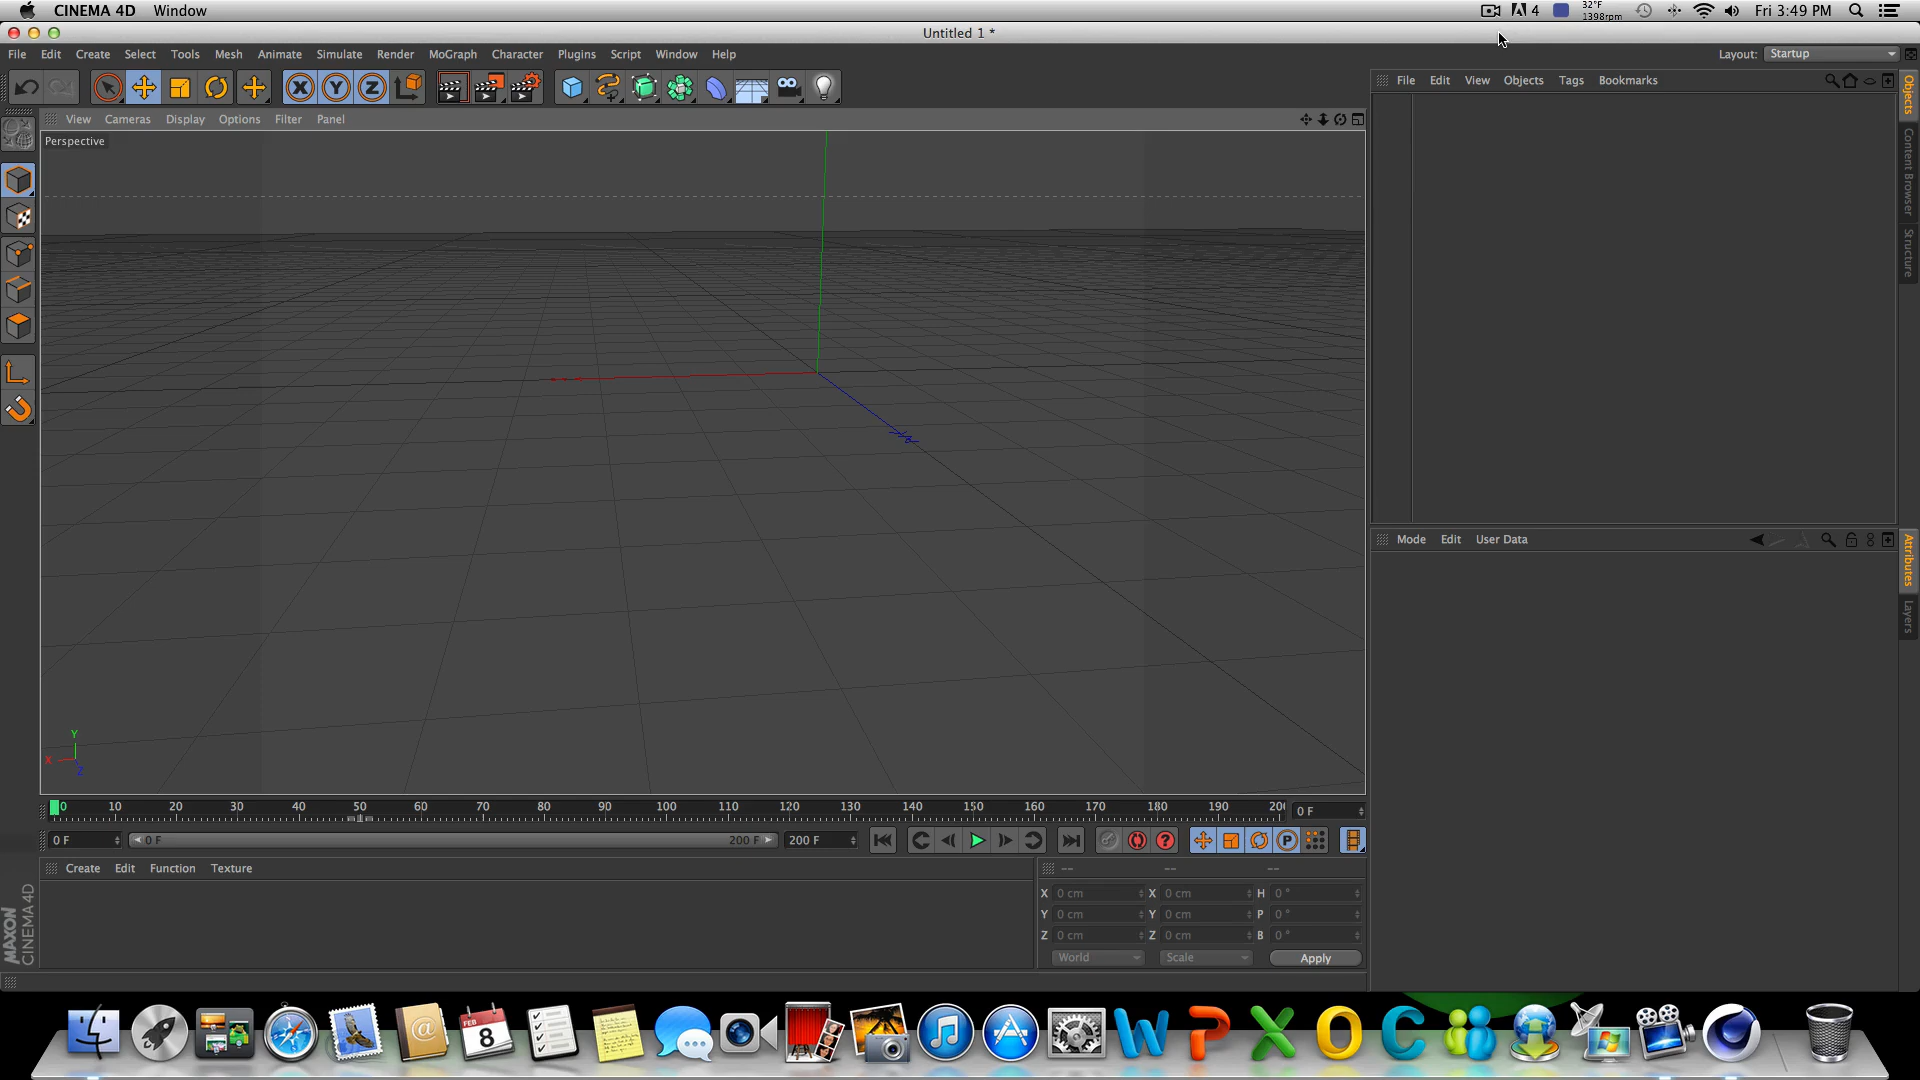 CINEMA 4D Window
4 32°F 1398rpm Fri 3:49 PM
Untitled 1 *
File Edit Create Select Tools Mesh Animate Simulate Render MoGraph Character Plugins Script Window Help
Layout: Startup
X Y Z
File Edit View Objects Tags Bookmarks
Objects
Content Browser
Structure
View Cameras Display Options Filter Panel
Perspective
Z
Y
X
Z
Mode Edit User Data
Attributes
Layers
0 10 20 30 40 50 60 70 80 90 100 110 120 130 140 150 160 170 180 190 20
0 F
0 F
0 F 200 F
200 F
? P
Create Edit Function Texture
MAXON
CINEMA 4D
-- -- --
X 0 cm X 0 cm H 0 °
Y 0 cm Y 0 cm P 0 °
Z 0 cm Z 0 cm B 0 °
World Scale Apply
@
FEB
8
W P X O C